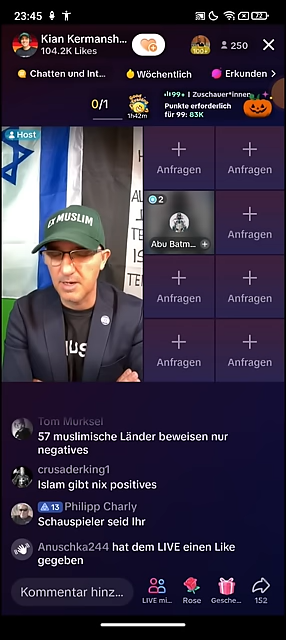 23:45
72
Kian Kermansh...
104.2K Likes
100+
250
Chatten und Int...
Wöchentlich
Erkunden
0/1
1h42m
99+ | Zuschauer*innen
Punkte erforderlich
für 99: 83K
Host
EX MUSLIM
2
Abu Batm...
Anfragen
Anfragen
Anfragen
Anfragen
Anfragen
Anfragen
Anfragen
Tom Murksel
57 muslimische Länder beweisen nur
negatives
crusaderking1
Islam gibt nix positives
13 Philipp Charly
Schauspieler seid Ihr
Anuschka244 hat dem LIVE einen Like
gegeben
Kommentar hinz...
LIVE mi...
Rose
Gesche...
152